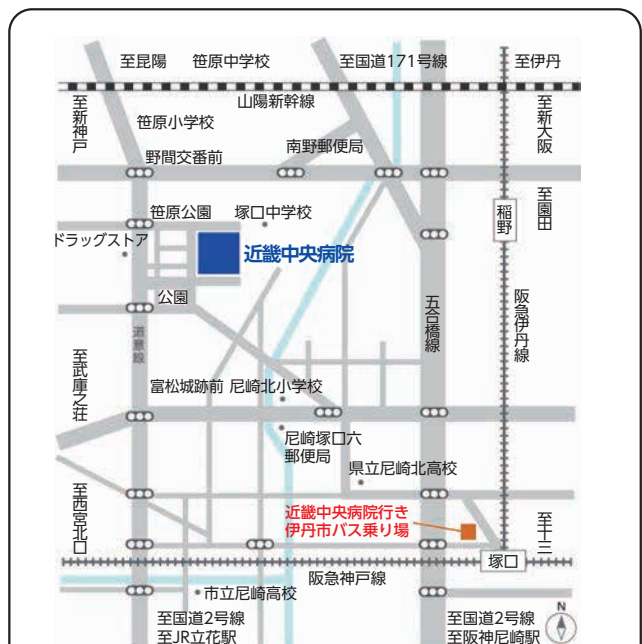 至昆陽
笹原中学校
至国道171号線
至伊丹
山陽新幹線
至新神戸
至新大阪
笹原小学校
野間交番前
南野郵便局
至園田
稲野
笹原公園
塚口中学校
ドラッグストア
近畿中央病院
公園
道意線
五合橋線
阪急伊丹線
至武庫之荘
富松城跡前
尼崎北小学校
尼崎塚口六
郵便局
県立尼崎北高校
至西宮北口
近畿中央病院行き
伊丹市バス乗り場
至十三
塚口
阪急神戸線
市立尼崎高校
至国道2号線
至JR立花駅
至国道2号線
至阪神尼崎駅
N